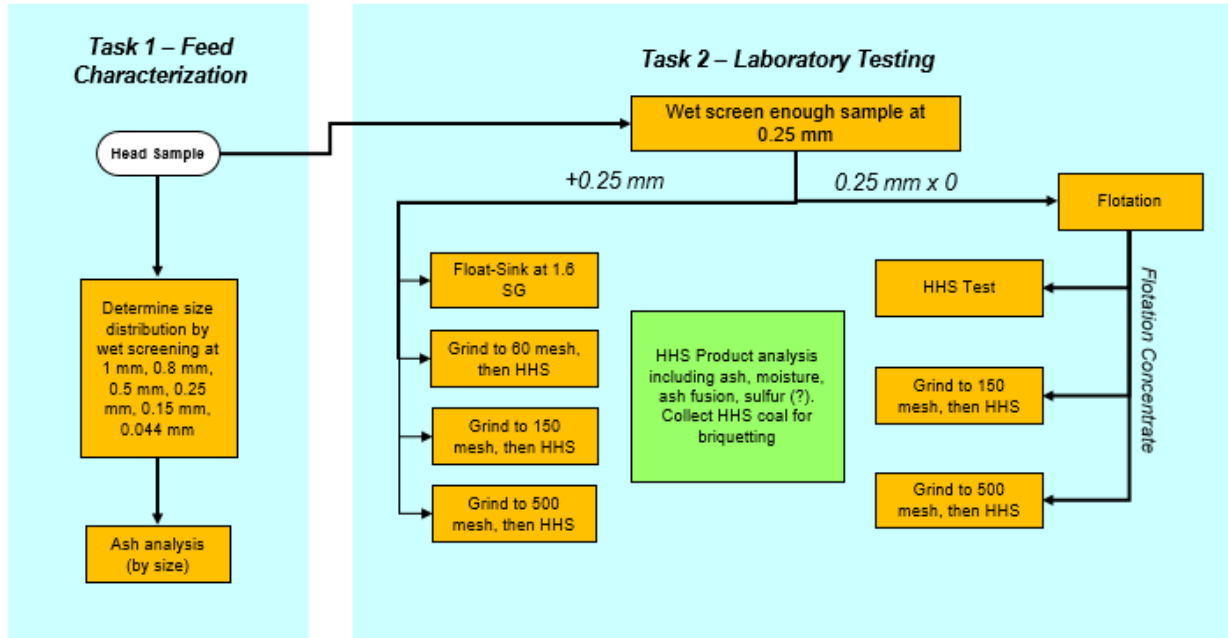 Task 1 – Feed
Characterization
Head Sample
Determine size
distribution by
wet screening at
1 mm, 0.8 mm,
0.5 mm, 0.25
mm, 0.15 mm,
0.044 mm
Ash analysis
(by size)
Task 2 – Laboratory Testing
Wet screen enough sample at
0.25 mm
+0.25 mm
0.25 mm x 0
Flotation
Float-Sink at 1.6
SG
Grind to 60 mesh,
then HHS
Grind to 150
mesh, then HHS
Grind to 500
mesh, then HHS
HHS Product analysis
including ash, moisture,
ash fusion, sulfur (?).
Collect HHS coal for
briquetting
HHS Test
Grind to 150
mesh, then HHS
Grind to 500
mesh, then HHS
Flotation Concentrate